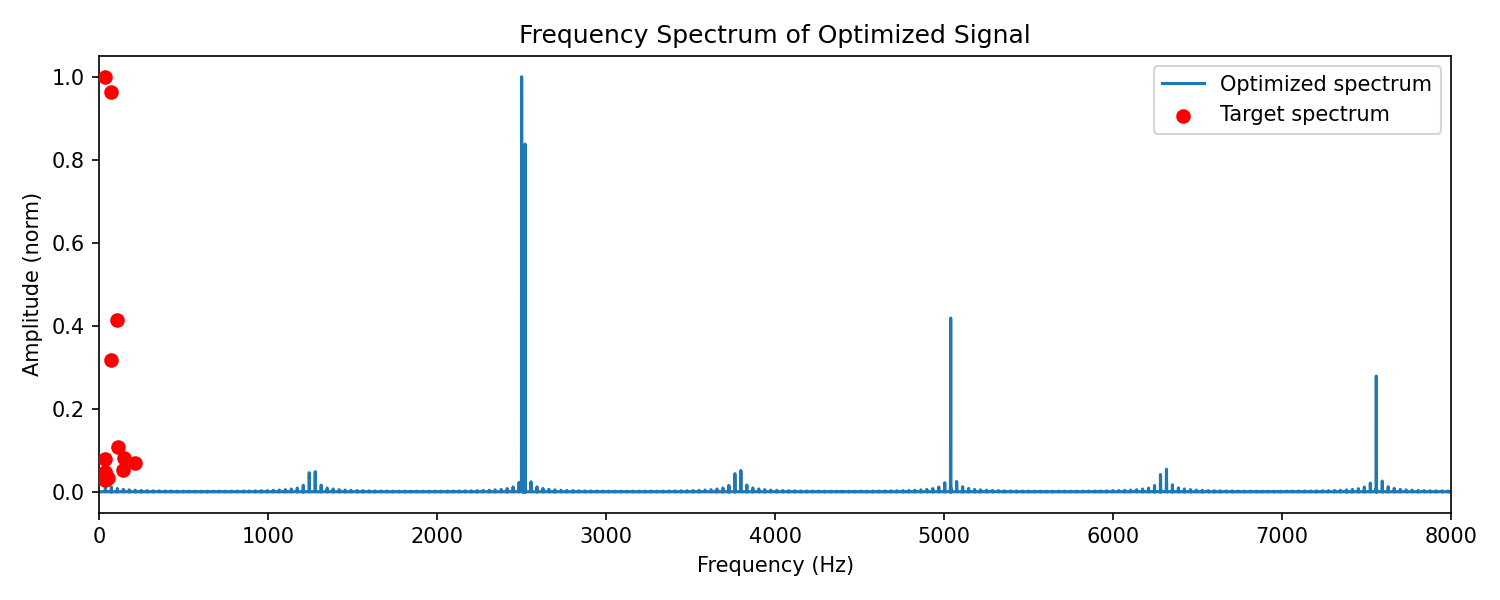 Frequency Spectrum of Optimized Signal
Optimized spectrum
Target spectrum
Amplitude (norm)
1.0
0.8
0.6
0.4
0.2
0.0
0 1000 2000 3000 4000 5000 6000 7000 8000
Frequency (Hz)